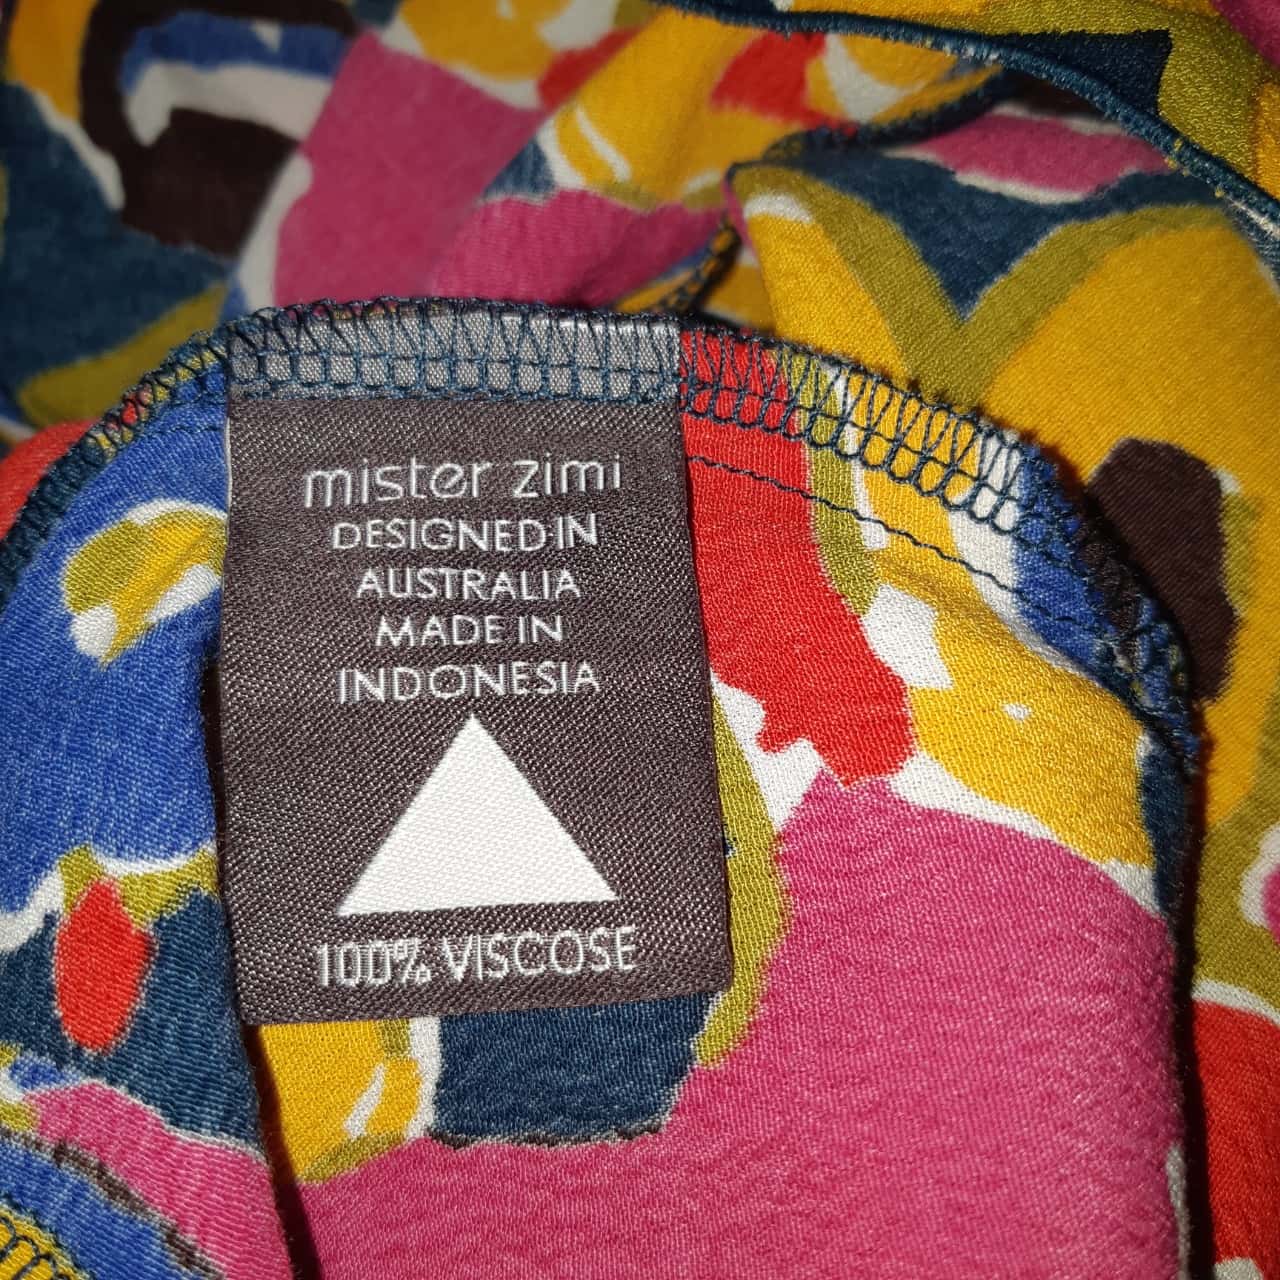 mister zimi
DESIGNED IN
AUSTRALIA
MADE IN
INDONESIA
100% VISCOSE